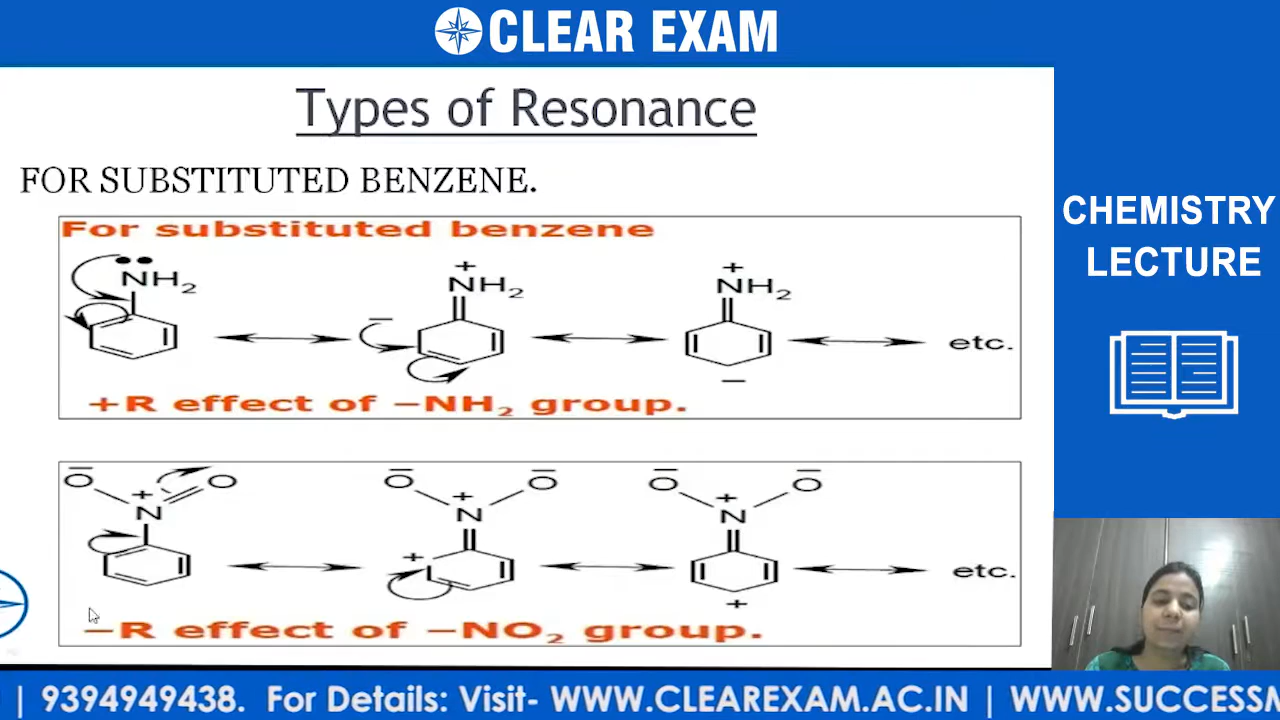 CLEAR EXAM
Types of Resonance
FOR SUBSTITUTED BENZENE.
For substituted benzene
NH2
+
NH2
+
NH2
−
−
etc.
+R effect of −NH2 group.
O−
+
N
O
O−
+
N
O−
+
O−
+
N
O−
+
etc.
−R effect of −NO2 group.
CHEMISTRY
LECTURE
| 9394949438. For Details: Visit- WWW.CLEAREXAM.AC.IN | WWW.SUCCESSM